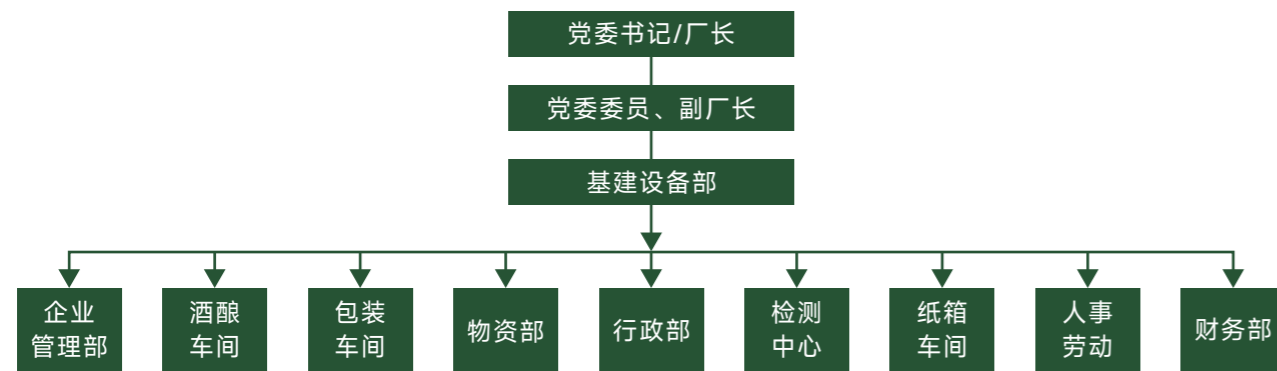 党委书记/厂长
党委委员、副厂长
基建设备部
企业
管理部
酒酿
车间
包装
车间
物资部
行政部
检测
中心
纸箱
车间
人事
劳动
财务部